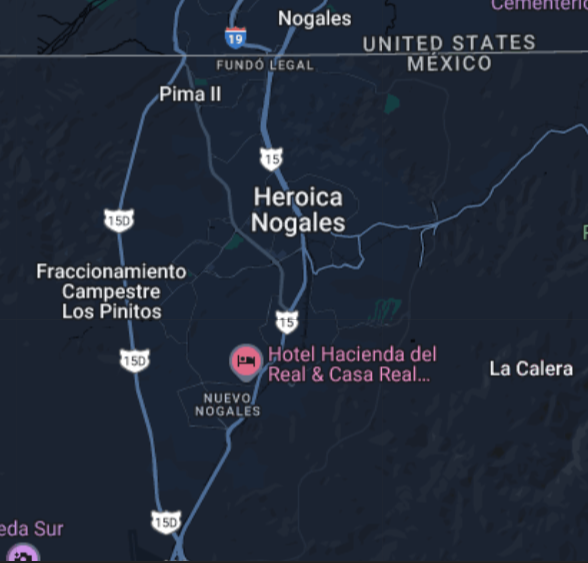 Cementerio
Nogales
19
UNITED STATES
MÉXICO
FUNDÓ LEGAL
Pima II
15
Heroica
Nogales
15D
Fraccionamiento
Campestre
Los Pinitos
15
15D
Hotel Hacienda del
Real & Casa Real...
La Calera
NUEVO
NOGALES
15D
eda Sur